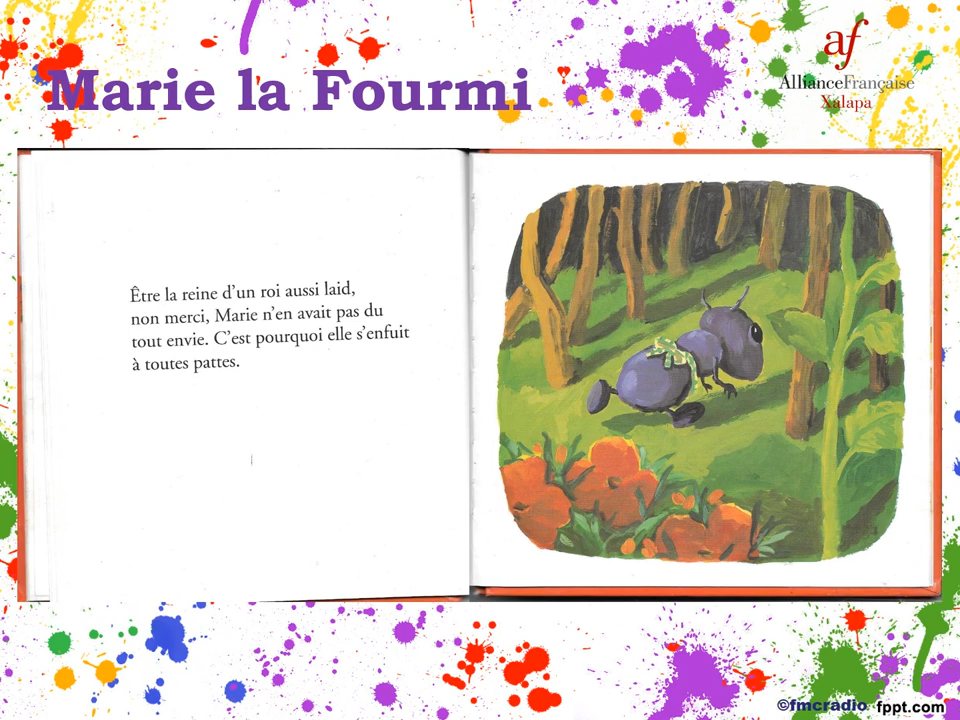 Marie la Fourmi
af
AllianceFrançaise
Xalapa
Être la reine d'un roi aussi laid,
non merci, Marie n'en avait pas du
tout envie. C'est pourquoi elle s'enfuit
à toutes pattes.
©fmcradio fppt.com